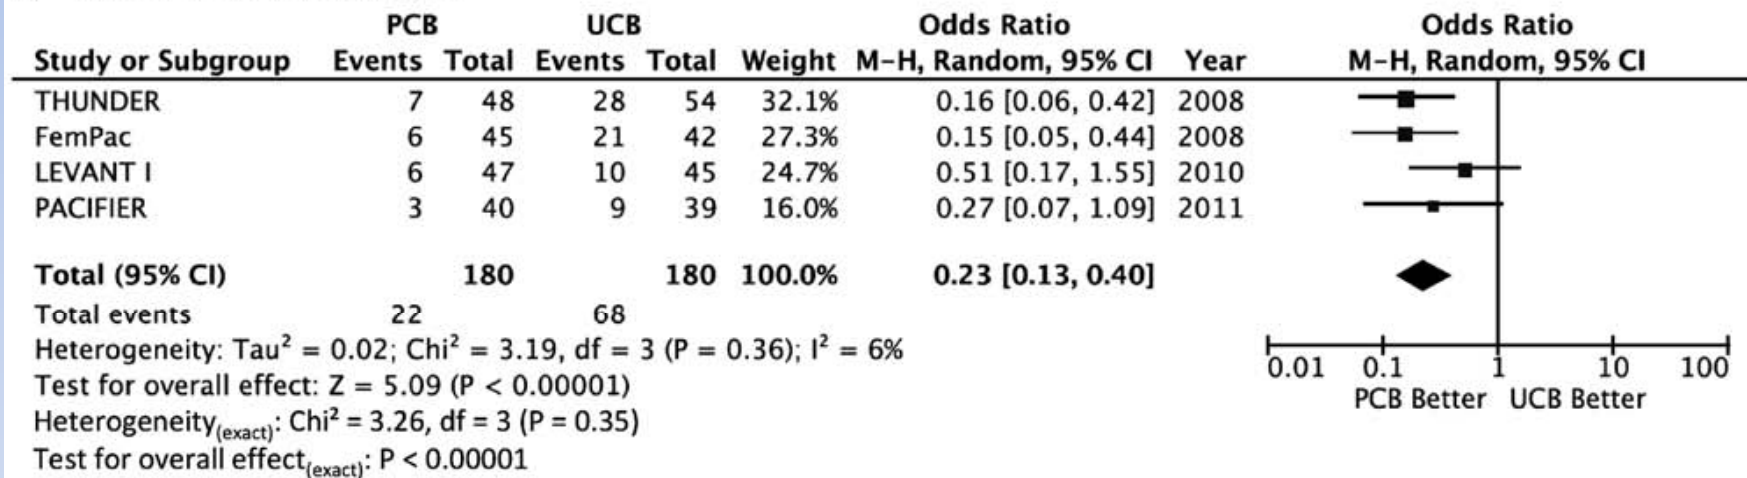 PCB UCB Odds Ratio Odds Ratio
Study or Subgroup Events Total Events Total Weight M-H, Random, 95% CI Year M-H, Random, 95% CI
THUNDER 7 48 28 54 32.1% 0.16 [0.06, 0.42] 2008
FemPac 6 45 21 42 27.3% 0.15 [0.05, 0.44] 2008
LEVANT I 6 47 10 45 24.7% 0.51 [0.17, 1.55] 2010
PACIFIER 3 40 9 39 16.0% 0.27 [0.07, 1.09] 2011
Total (95% CI) 180 180 100.0% 0.23 [0.13, 0.40]
Total events 22 68
Heterogeneity: Tau² = 0.02; Chi² = 3.19, df = 3 (P = 0.36); I² = 6%
Test for overall effect: Z = 5.09 (P < 0.00001)
Heterogeneity(exact): Chi² = 3.26, df = 3 (P = 0.35)
Test for overall effect(exact): P < 0.00001
0.01 0.1 1 10 100
PCB Better UCB Better